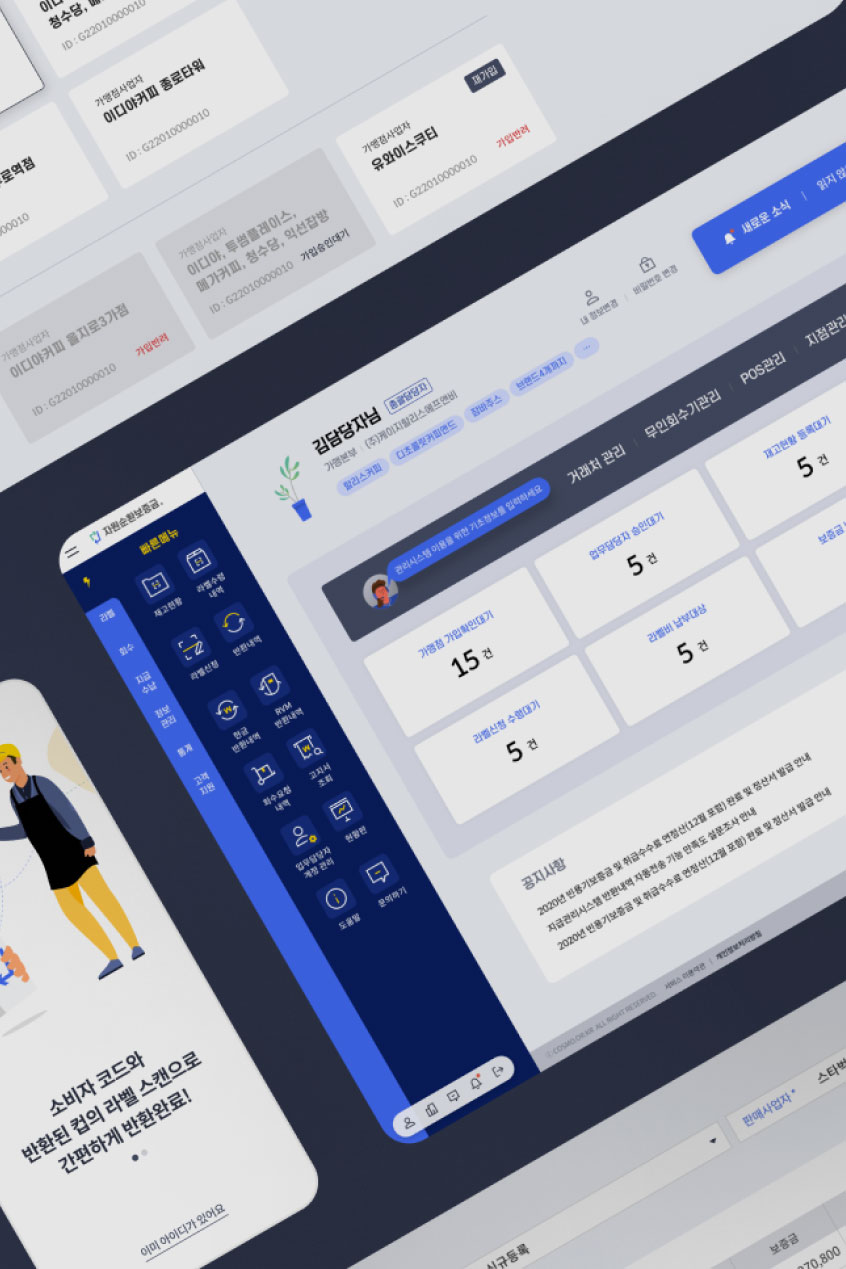 청수당, 
ID : G22010000010
가맹점사업자
이디야커피 종로타워
ID : G22010000010
재가입
가맹점사업자
유와이스쿠터
ID : G22010000010
가입반려
로역점
0010
가맹점사업자
이디야, 투썸플레이스,
메가커피, 청수당, 익선잡방
ID : G22010000010
가입승인대기
가맹점사업자
이디야커피 을지로3가점
ID : G22010000010
가입반려
새로운 소식
읽지 않
내 정보변경
비밀번호 변경
김담당자님
총괄담당자
가맹본부
(주)케이지할리스에프앤비
할리스커피
디초콜릿커피앤드
잠바주스
브랜드4개까지
...
관리시스템 이용을 위한 기초정보를 입력하세요
거래처 관리
무인회수기관리
POS관리
지점관리
가맹점 가입확인대기
15 건
업무담당자 승인대기
5 건
재고현황 등록대기
5 건
라벨신청 수령대기
5 건
라벨비 납부대상
5 건
보증금
공지사항
2020년 빈용기보증금 및 취급수수료 연정산(12월 포함) 완료 및 정산서 발급 안내
지급관리시스템 반환내역 자동전송 기능 만족도 설문조사 안내
2020년 빈용기보증금 및 취급수수료 연정산(12월 포함) 완료 및 정산서 발급 안내
ALL RIGHT RESERVED.
서비스 이용약관
개인정보처리방침
자원순환보증금.
빠른메뉴
라벨
회수
지급
수납
정보
관리
통계
고객
지원
재고현황
라벨수령
내역
라벨신청
반환내역
현금
반환내역
RVM
반환내역
회수요청
내역
고지서
조회
업무담당자
계정 관리
현황판
도움말
문의하기
소비자 코드와
반환된 컵의 라벨 스캔으로
간편하게 반환완료!
이미 아이디가 있어요
판매사업자 *
스타벅
신규등록
보증금
370,800